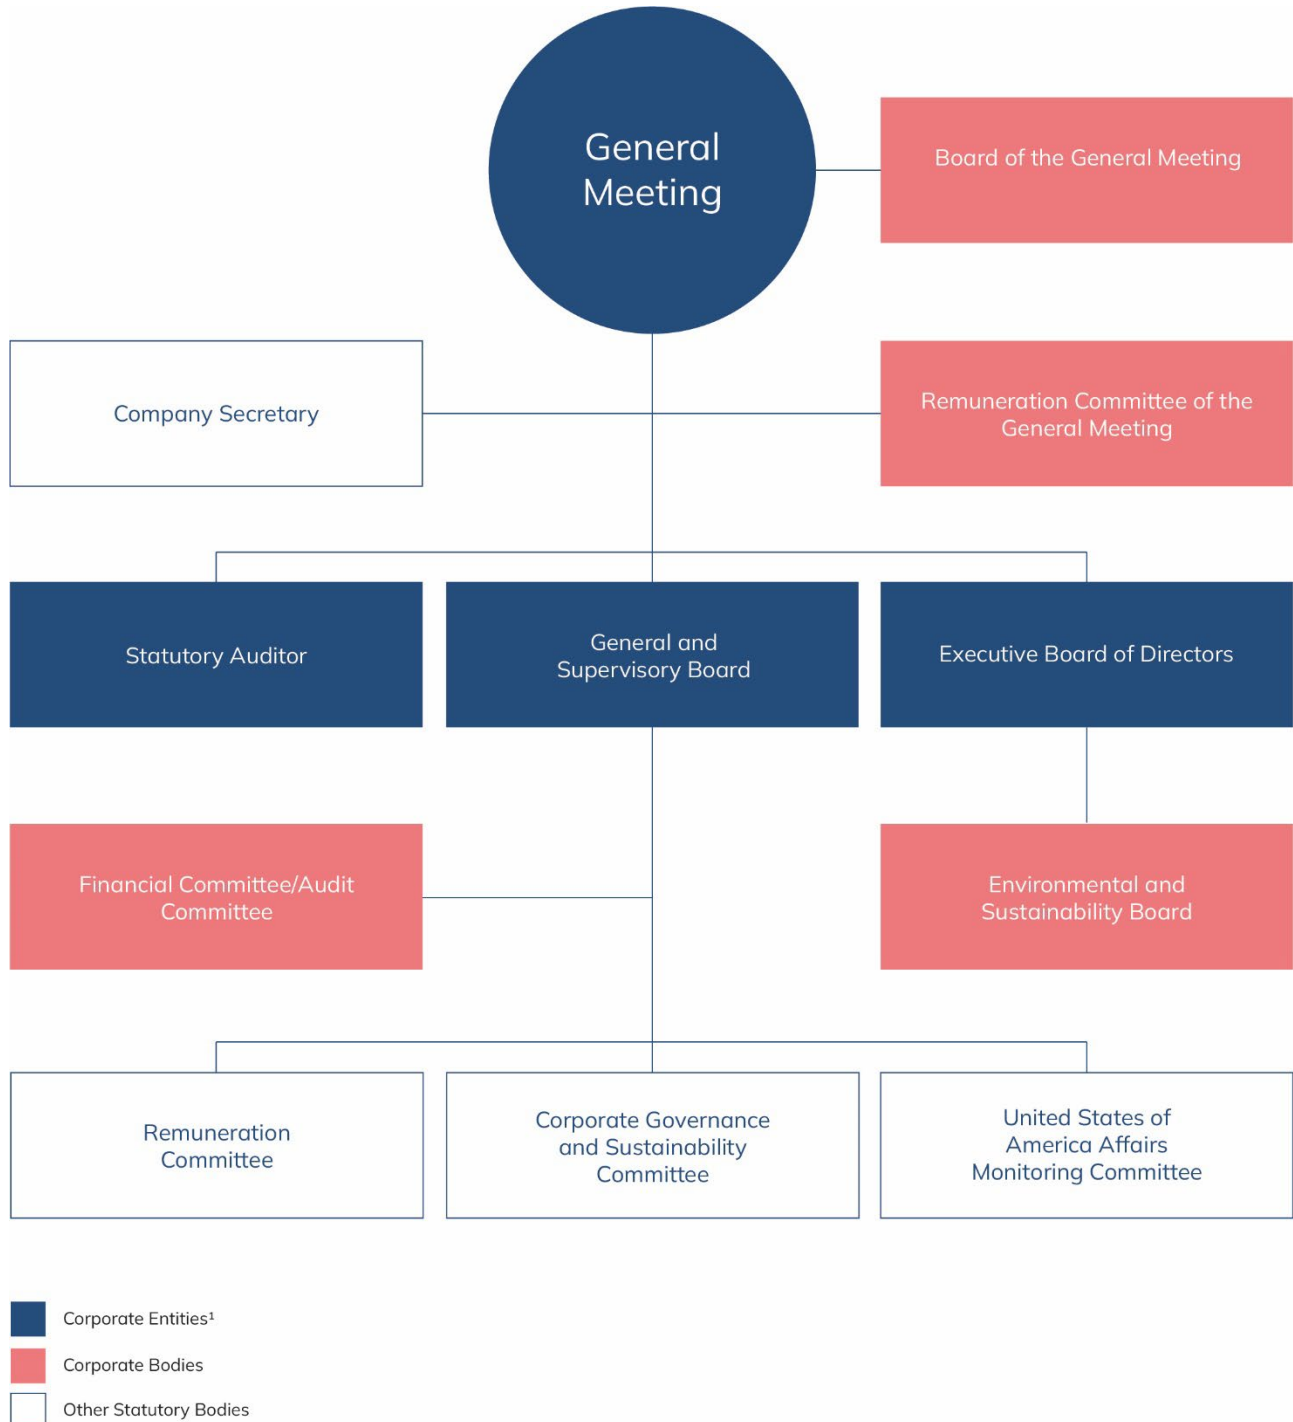 General
Meeting
Board of the General Meeting
Company Secretary
Remuneration Committee of the
General Meeting
Statutory Auditor
General and
Supervisory Board
Executive Board of Directors
Financial Committee/Audit
Committee
Environmental and
Sustainability Board
Remuneration
Committee
Corporate Governance
and Sustainability
Committee
United States of
America Affairs
Monitoring Committee
Corporate Entities¹
Corporate Bodies
Other Statutory Bodies